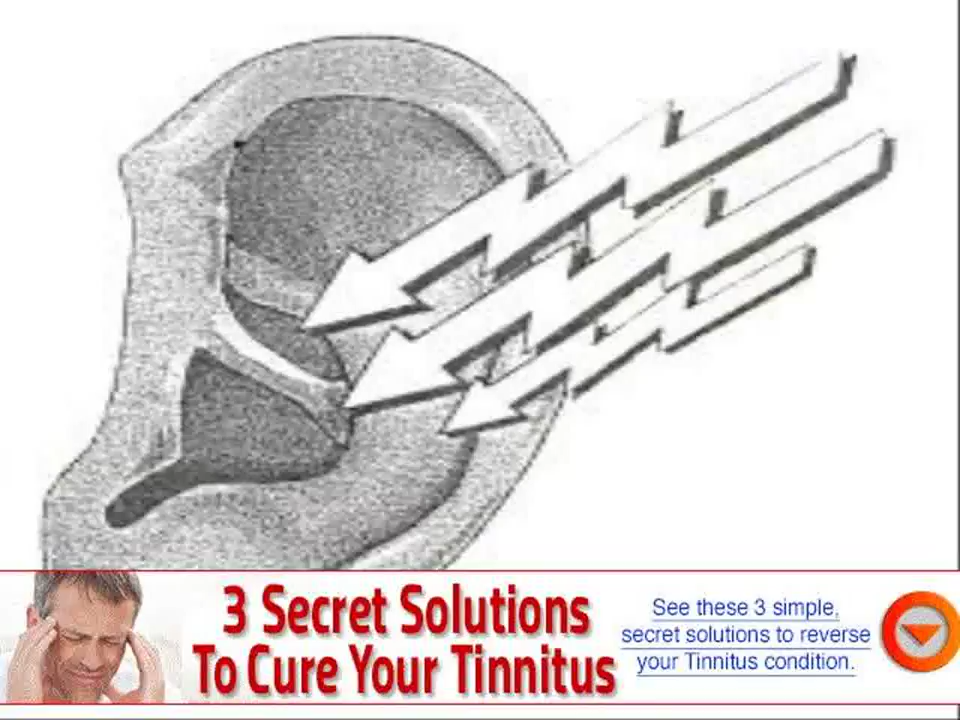 3 Secret Solutions
To Cure Your Tinnitus
See these 3 simple,
secret solutions to reverse
your Tinnitus condition.